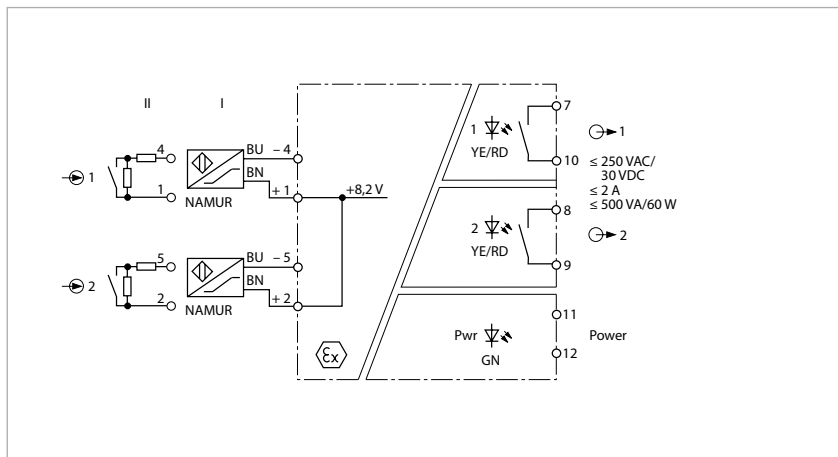 II I
4
BU – 4
1
1
NAMUR
BN
+ 1
+8,2 V
5
BU – 5
2
2
NAMUR
BN
+ 2
Ex
1
YE/RD
7
10
1
≤ 250 VAC/
30 VDC
≤ 2 A
≤ 500 VA/60 W
2
YE/RD
8
9
2
Pwr
GN
11
12
Power